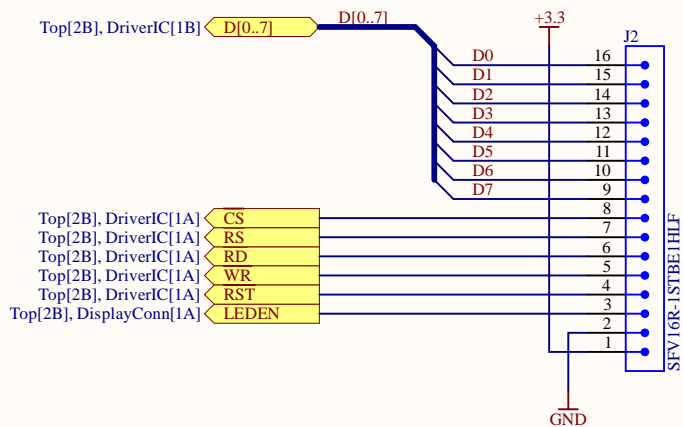 Top[2B], DriverIC[1B] D[0..7] D[0..7] +3.3
J2
D0 16
D1 15
D2 14
D3 13
D4 12
D5 11
D6 10
D7 9
Top[2B], DriverIC[1A] CS 8
Top[2B], DriverIC[1A] RS 7
Top[2B], DriverIC[1A] RD 6
Top[2B], DriverIC[1A] WR 5
Top[2B], DriverIC[1A] RST 4
Top[2B], DisplayConn[1A] LEDEN 3
2
1
SFV16R-1STBE1HLF
GND